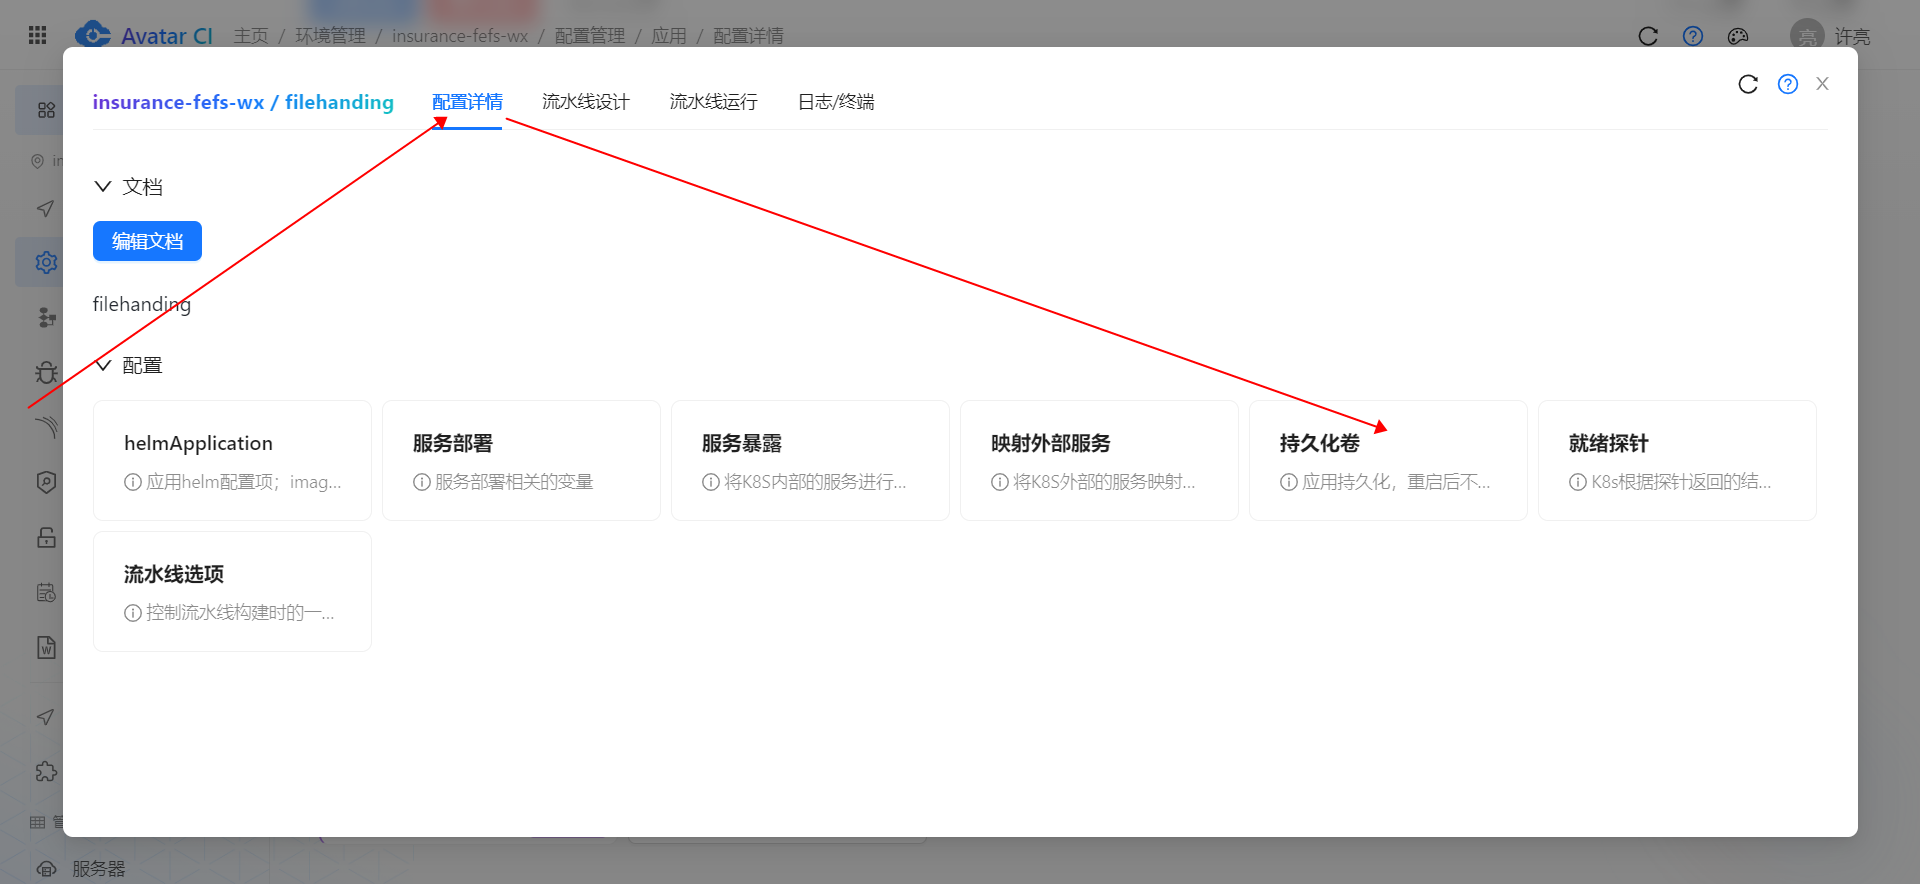 Avatar CI 主页 / 环境管理 / insurance-fefs-wx / 配置管理 / 应用 / 配置详情
亮 许亮
insurance-fefs-wx / filehanding 配置详情 流水线设计 流水线运行 日志/终端
in
文档
编辑文档
filehanding
配置
helmApplication
应用helm配置项；imag...
服务部署
服务部署相关的变量
服务暴露
将K8S内部的服务进行...
映射外部服务
将K8S外部的服务映射...
持久化卷
应用持久化，重启后不...
就绪探针
K8s根据探针返回的结...
流水线选项
控制流水线构建时的一...
服务器